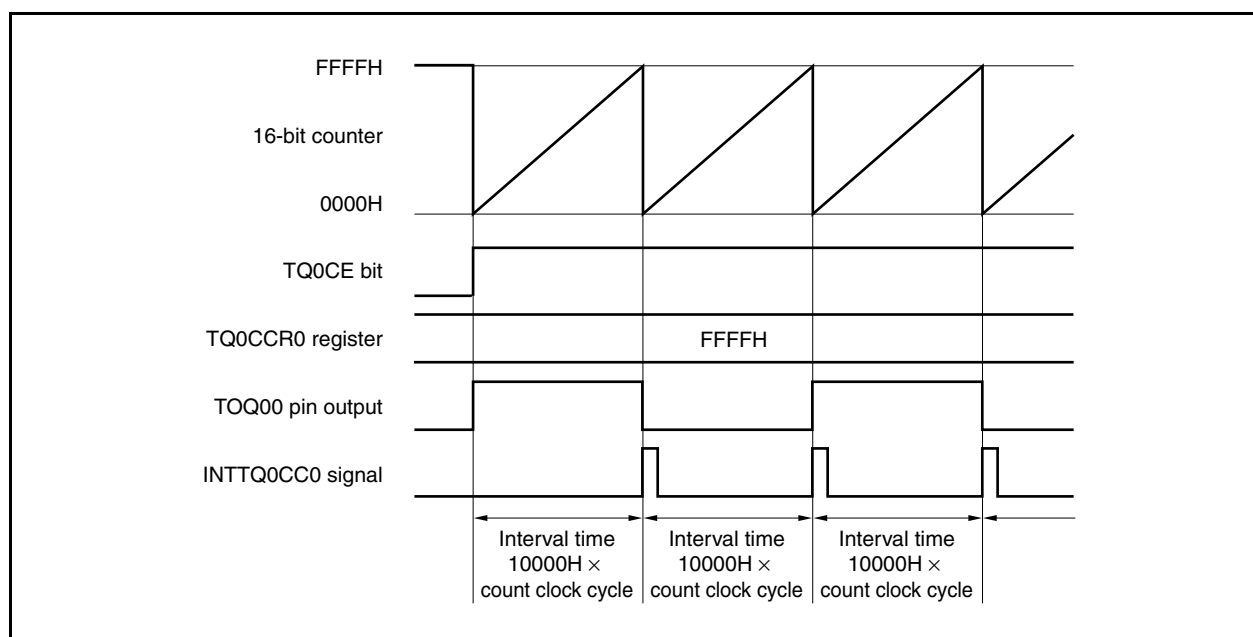 FFFFH
16-bit counter
0000H
TQ0CE bit
TQ0CCR0 register
FFFFH
TOQ00 pin output
INTTQ0CC0 signal
Interval time
10000H ×
count clock cycle
Interval time
10000H ×
count clock cycle
Interval time
10000H ×
count clock cycle